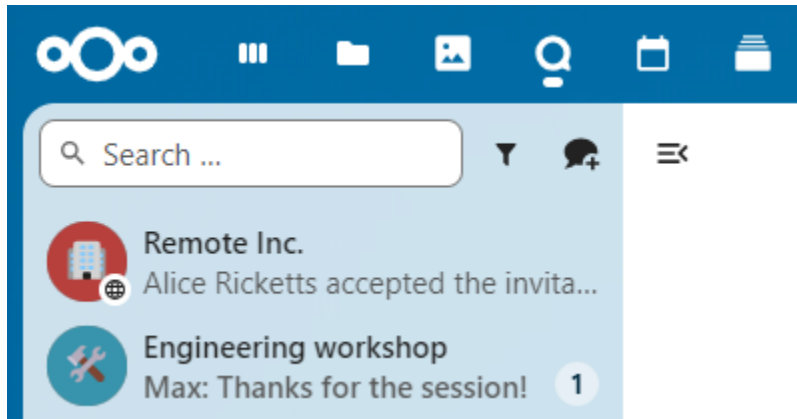 Search ...
Remote Inc.
Alice Ricketts accepted the invita...
Engineering workshop
Max: Thanks for the session!
1